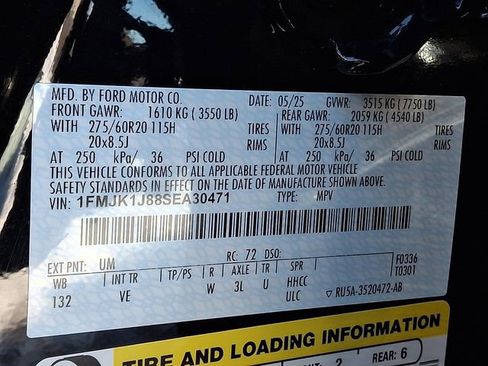 MFD. BY FORD MOTOR CO. DATE: 05/25 GVWR: 3515 KG ( 7750 LB)
FRONT GAWR: 1610 KG ( 3550 LB) REAR GAWR: 2059 KG ( 4540 LB)
WITH 275/60R20 115H TIRES WITH 275/60R20 115H TIRES
20x8.5J RIMS 20x8.5J RIMS
AT 250 kPa/ 36 PSI COLD AT 250 kPa/ 36 PSI COLD
THIS VEHICLE CONFORMS TO ALL APPLICABLE FEDERAL MOTOR VEHICLE
SAFETY STANDARDS IN EFFECT ON THE DATE OF MANUFACTURE SHOWN ABOVE.
VIN: 1FMJK1J88SEA30471 TYPE: MPV
EXT PNT: UM RC: 72 DSO: F0336
WB INT TR TP/PS R AXLE TR SPR T0301
132 VE W 3L U HHCC
ULC ▽ RU5A-3520472-AB
TIRE AND LOADING INFORMATION
2 REAR: 6